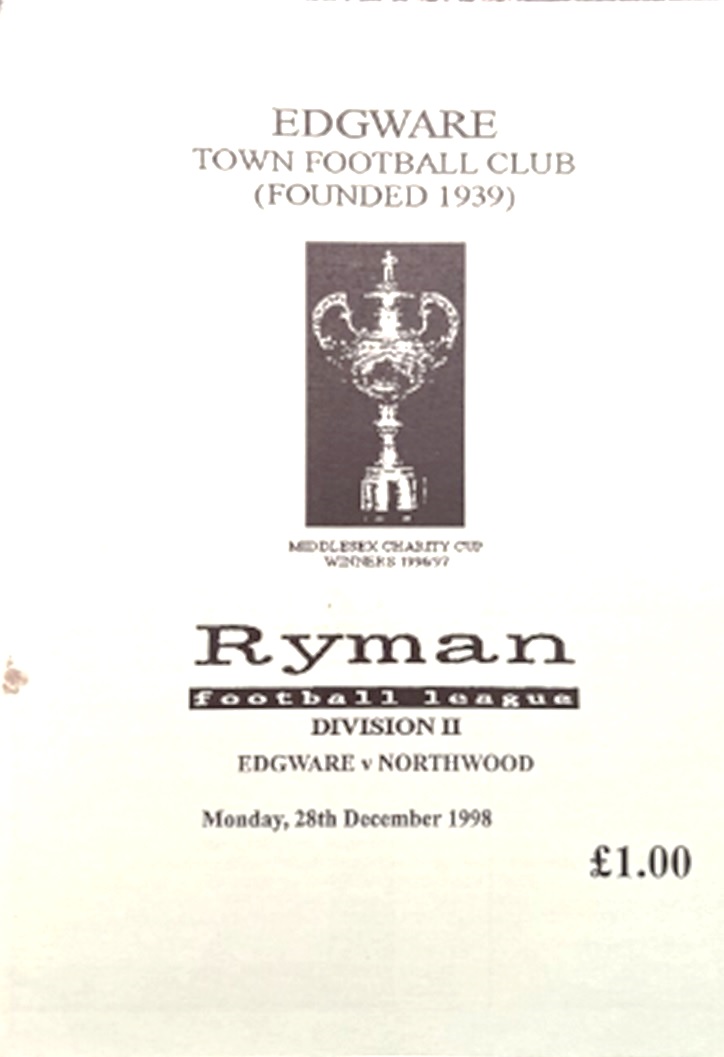 EDGWARE
TOWN FOOTBALL CLUB
(FOUNDED 1939)
MIDDLESEX CHARITY CUP
WINNERS 1996/97
Ryman
football league
DIVISION II
EDGWARE v NORTHWOOD
Monday, 28th December 1998
£1.00